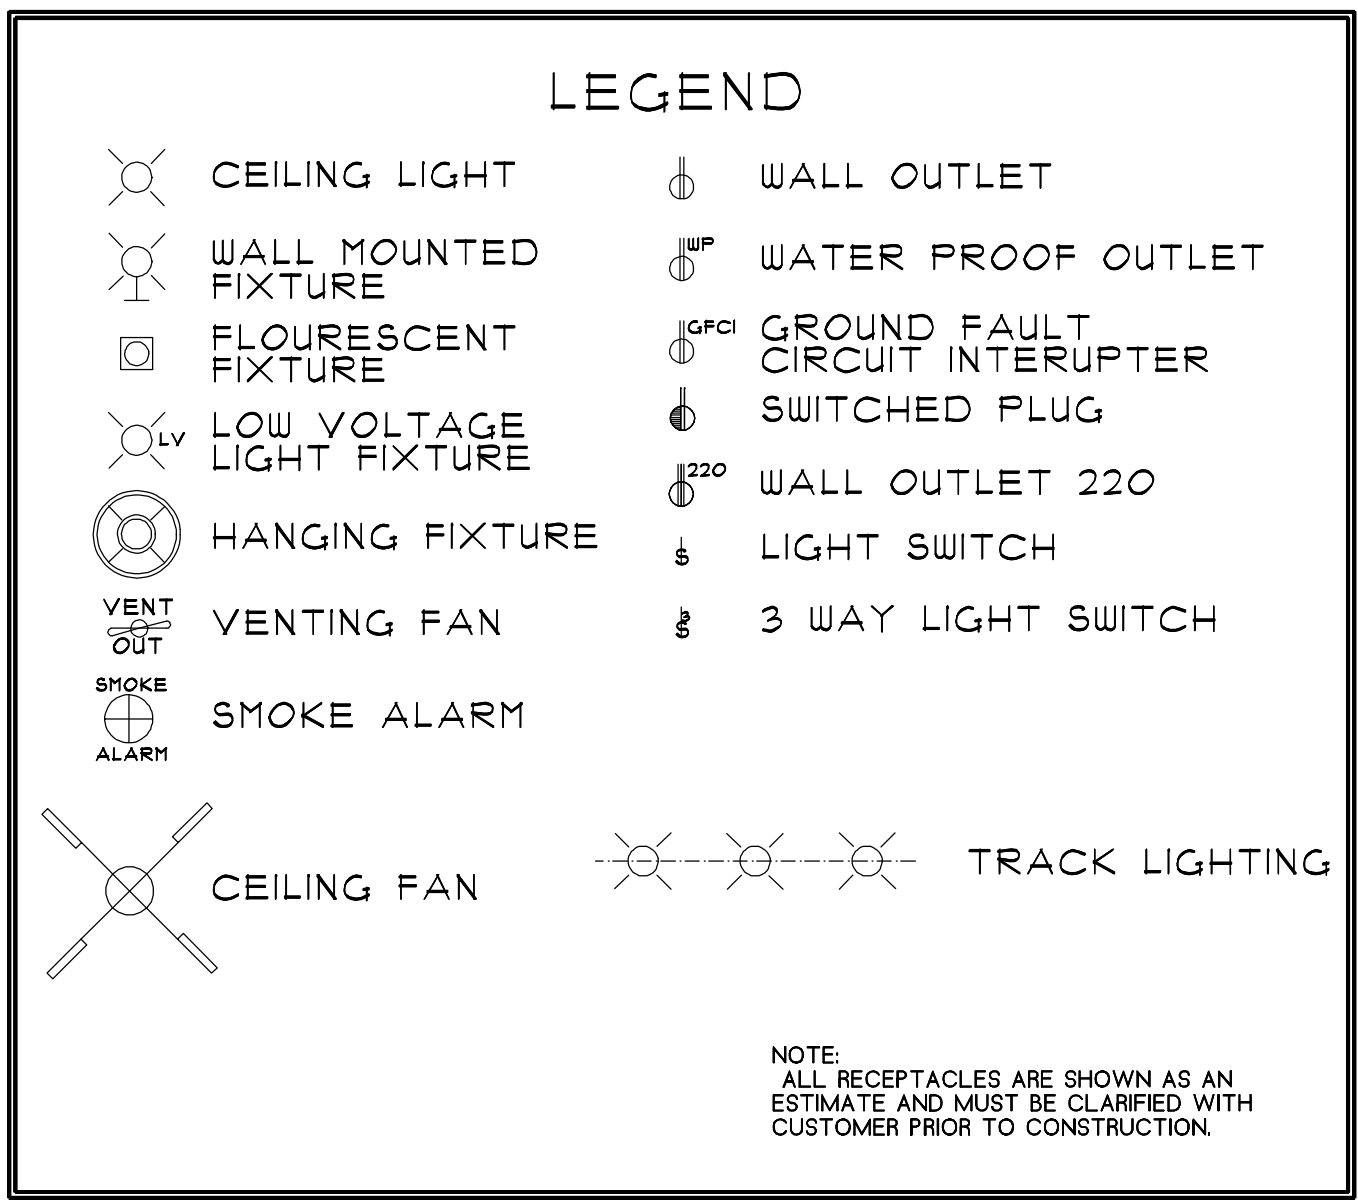 LEGEND
CEILING LIGHT
WALL MOUNTED
FIXTURE
FLOURESCENT
FIXTURE
LV
LOW VOLTAGE
LIGHT FIXTURE
HANGING FIXTURE
VENT
OUT
VENTING FAN
SMOKE
ALARM
SMOKE ALARM
CEILING FAN
WALL OUTLET
WP
WATER PROOF OUTLET
GFCI
GROUND FAULT
CIRCUIT INTERUPTER
SWITCHED PLUG
220
WALL OUTLET 220
$
LIGHT SWITCH
3
$
3 WAY LIGHT SWITCH
TRACK LIGHTING
NOTE:
ALL RECEPTACLES ARE SHOWN AS AN
ESTIMATE AND MUST BE CLARIFIED WITH
CUSTOMER PRIOR TO CONSTRUCTION.